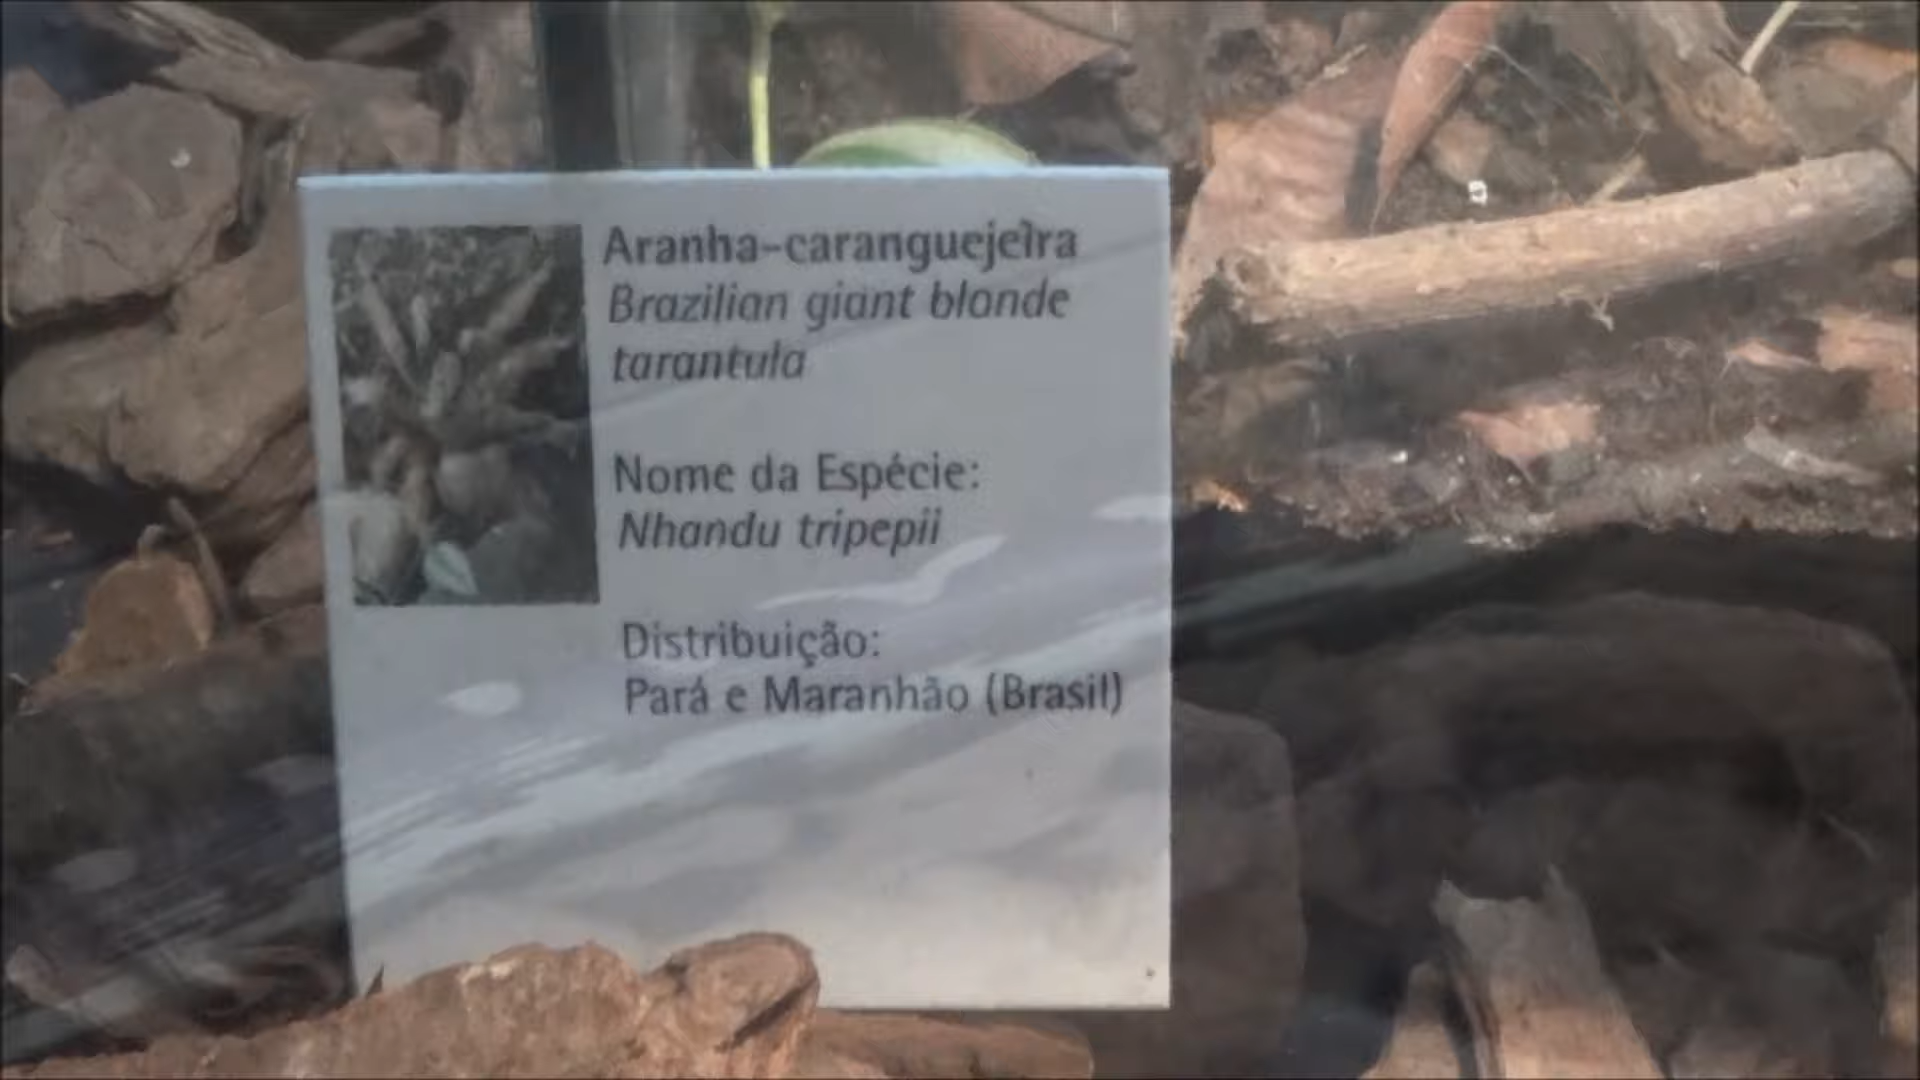 Aranha-caranguejeira
Brazilian giant blonde
tarantula
Nome da Espécie:
Nhandu tripepii
Distribuição:
Pará e Maranhão (Brasil)